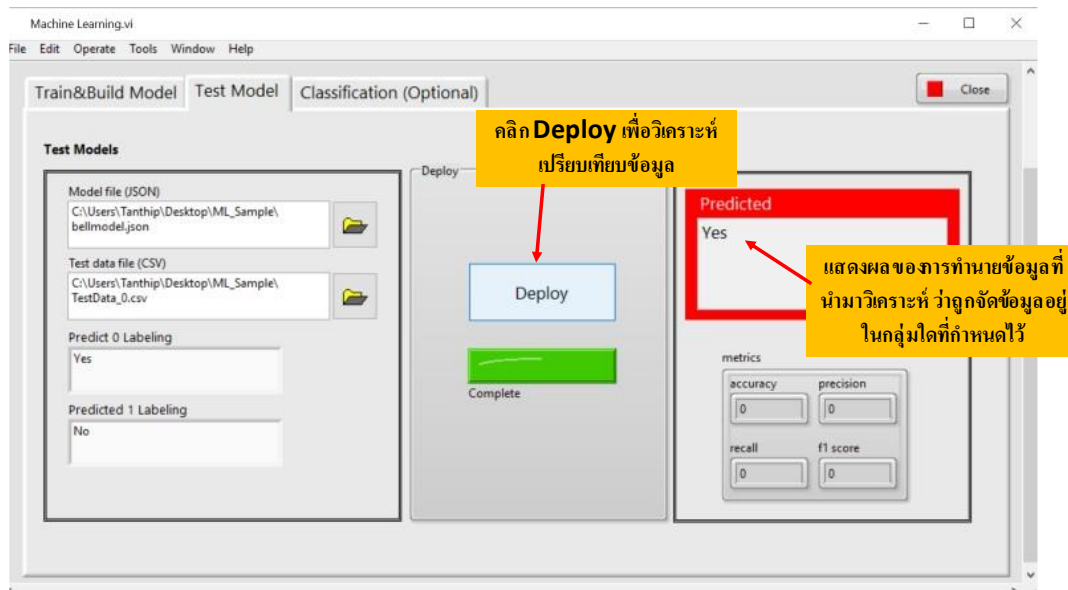 Machine Learning.vi
File Edit Operate Tools Window Help
Train&Build Model Test Model Classification (Optional)
Close
คลิก Deploy เพื่อวิเคราะห์
เปรียบเทียบข้อมูล
Test Models
Model file (JSON)
C:\Users\Tanthip\Desktop\ML_Sample\
bellmodel.json
Test data file (CSV)
C:\Users\Tanthip\Desktop\ML_Sample\
TestData_0.csv
Predict 0 Labeling
Yes
Predicted 1 Labeling
No
Deploy
Deploy
Complete
Predicted
Yes
แสดงผลของการทำนายข้อมูลที่
นำมาวิเคราะห์ ว่าถูกจัดข้อมูลอยู่
ในกลุ่มใดที่กำหนดไว้
metrics
accuracy precision
0 0
recall f1 score
0 0